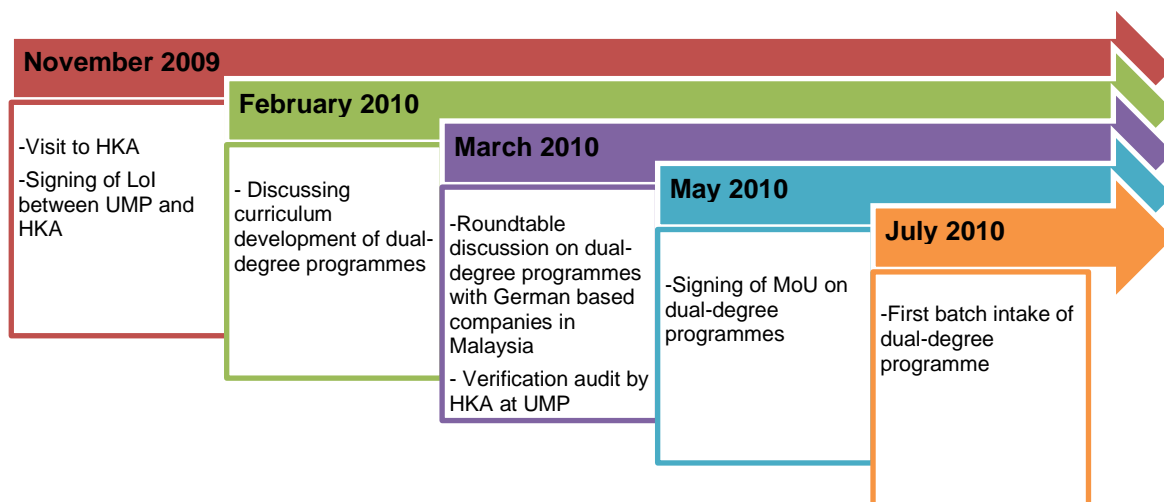 November 2009
-Visit to HKA
-Signing of LoI
between UMP and
HKA
February 2010
- Discussing
curriculum
development of dual-
degree programmes
March 2010
-Roundtable
discussion on dual-
degree programmes
with German based
companies in
Malaysia
- Verification audit by
HKA at UMP
May 2010
-Signing of MoU on
dual-degree
programmes
July 2010
-First batch intake of
dual-degree
programme